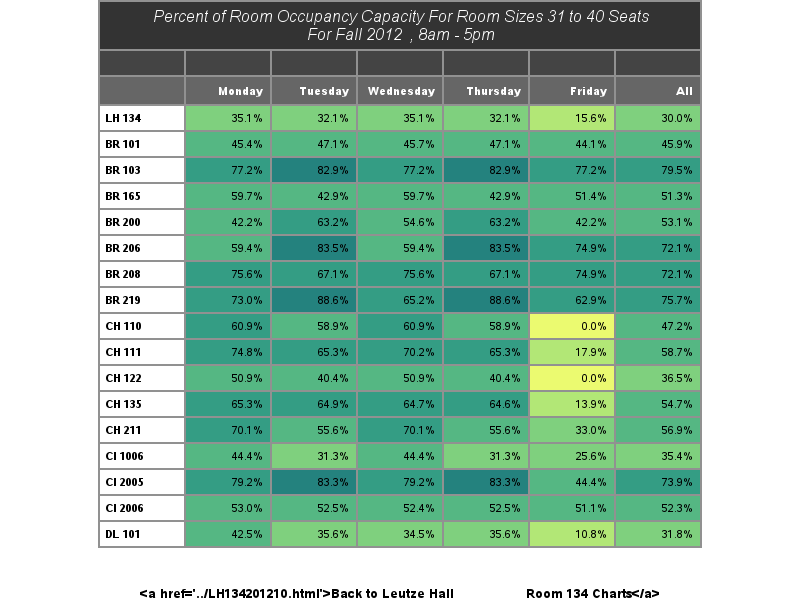 Percent of Room Occupancy Capacity For Room Sizes 31 to 40 Seats
For Fall 2012 , 8am - 5pm
Monday Tuesday Wednesday Thursday Friday All
LH 134 35.1% 32.1% 35.1% 32.1% 15.6% 30.0%
BR 101 45.4% 47.1% 45.7% 47.1% 44.1% 45.9%
BR 103 77.2% 82.9% 77.2% 82.9% 77.2% 79.5%
BR 165 59.7% 42.9% 59.7% 42.9% 51.4% 51.3%
BR 200 42.2% 63.2% 54.6% 63.2% 42.2% 53.1%
BR 206 59.4% 83.5% 59.4% 83.5% 74.9% 72.1%
BR 208 75.6% 67.1% 75.6% 67.1% 74.9% 72.1%
BR 219 73.0% 88.6% 65.2% 88.6% 62.9% 75.7%
CH 110 60.9% 58.9% 60.9% 58.9% 0.0% 47.2%
CH 111 74.8% 65.3% 70.2% 65.3% 17.9% 58.7%
CH 122 50.9% 40.4% 50.9% 40.4% 0.0% 36.5%
CH 135 65.3% 64.9% 64.7% 64.6% 13.9% 54.7%
CH 211 70.1% 55.6% 70.1% 55.6% 33.0% 56.9%
CI 1006 44.4% 31.3% 44.4% 31.3% 25.6% 35.4%
CI 2005 79.2% 83.3% 79.2% 83.3% 44.4% 73.9%
CI 2006 53.0% 52.5% 52.4% 52.5% 51.1% 52.3%
DL 101 42.5% 35.6% 34.5% 35.6% 10.8% 31.8%
<a href='../LH134201210.html'>Back to Leutze Hall Room 134 Charts</a>